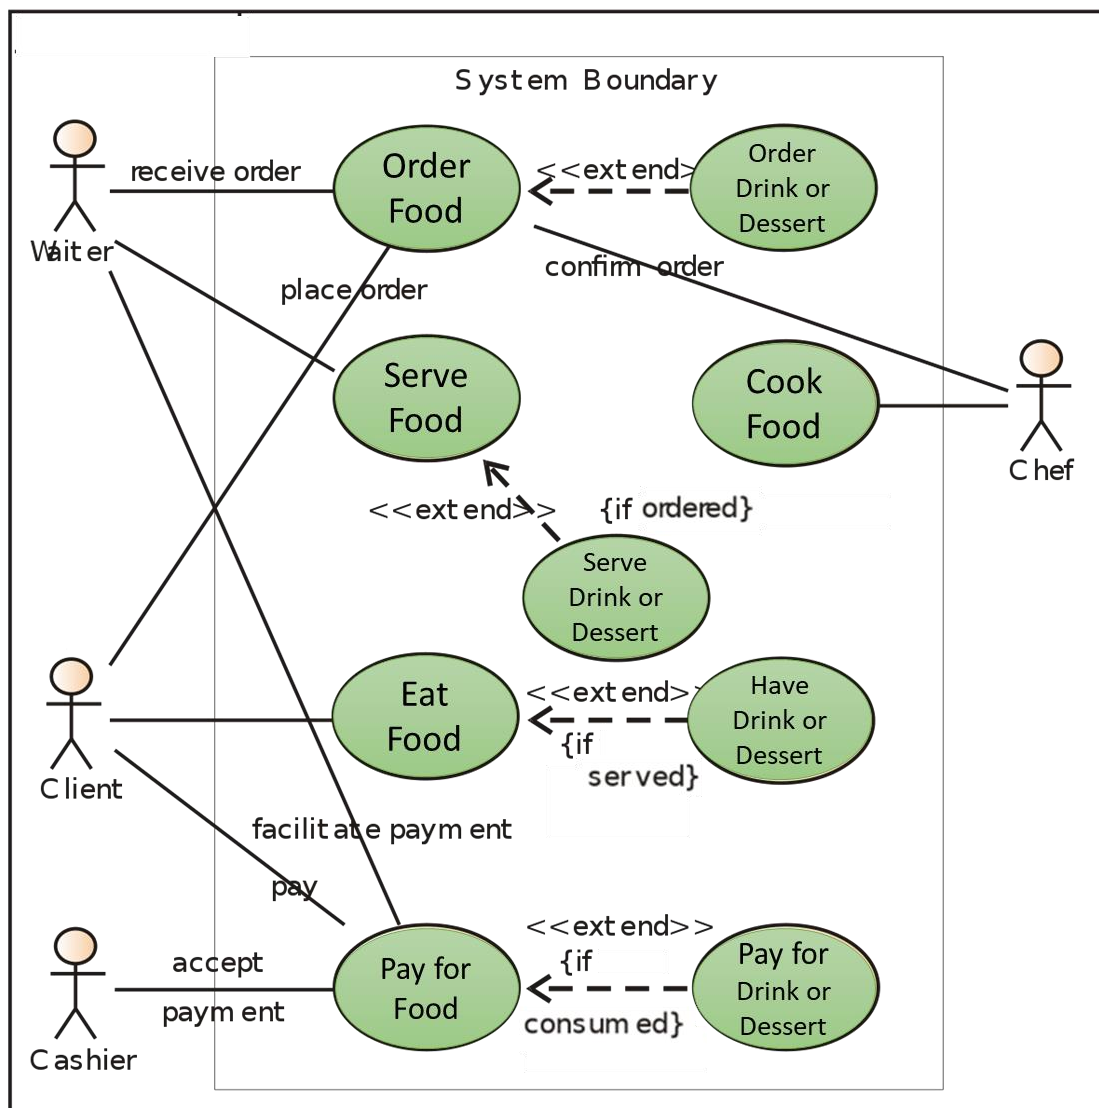 System Boundary
receive order
Order
Food
<<extend>
Order
Drink or
Dessert
Waiter
confirm order
place order
Serve
Food
Cook
Food
Chef
<<extend>>
{if ordered}
Serve
Drink or
Dessert
Eat
Food
<<extend>>
{if
served}
Have
Drink or
Dessert
Client
facilitate payment
pay
accept
payment
Pay for
Food
<<extend>>
{if
consumed}
Pay for
Drink or
Dessert
Cashier